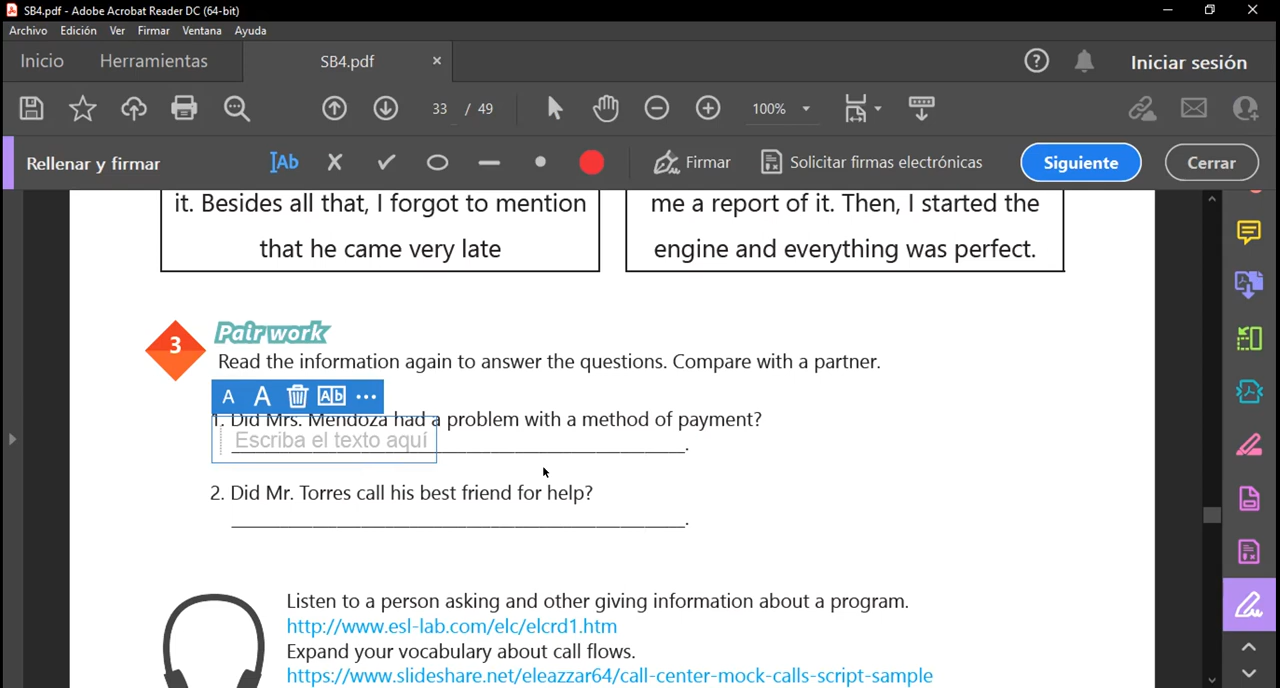 SB4.pdf - Adobe Acrobat Reader DC (64-bit)
Archivo Edición Ver Firmar Ventana Ayuda
Inicio Herramientas SB4.pdf × Iniciar sesión
33 / 49 100%
Rellenar y firmar Ab Firmar Solicitar firmas electrónicas Siguiente Cerrar
it. Besides all that, I forgot to mention
that he came very late
me a report of it. Then, I started the
engine and everything was perfect.
3 Pair work
Read the information again to answer the questions. Compare with a partner.
A A Ab ...
1. Did Mrs. Mendoza had a problem with a method of payment?
Escriba el texto aquí
2. Did Mr. Torres call his best friend for help?
Listen to a person asking and other giving information about a program.
http://www.esl-lab.com/elc/elcrd1.htm
Expand your vocabulary about call flows.
https://www.slideshare.net/eleazzar64/call-center-mock-calls-script-sample